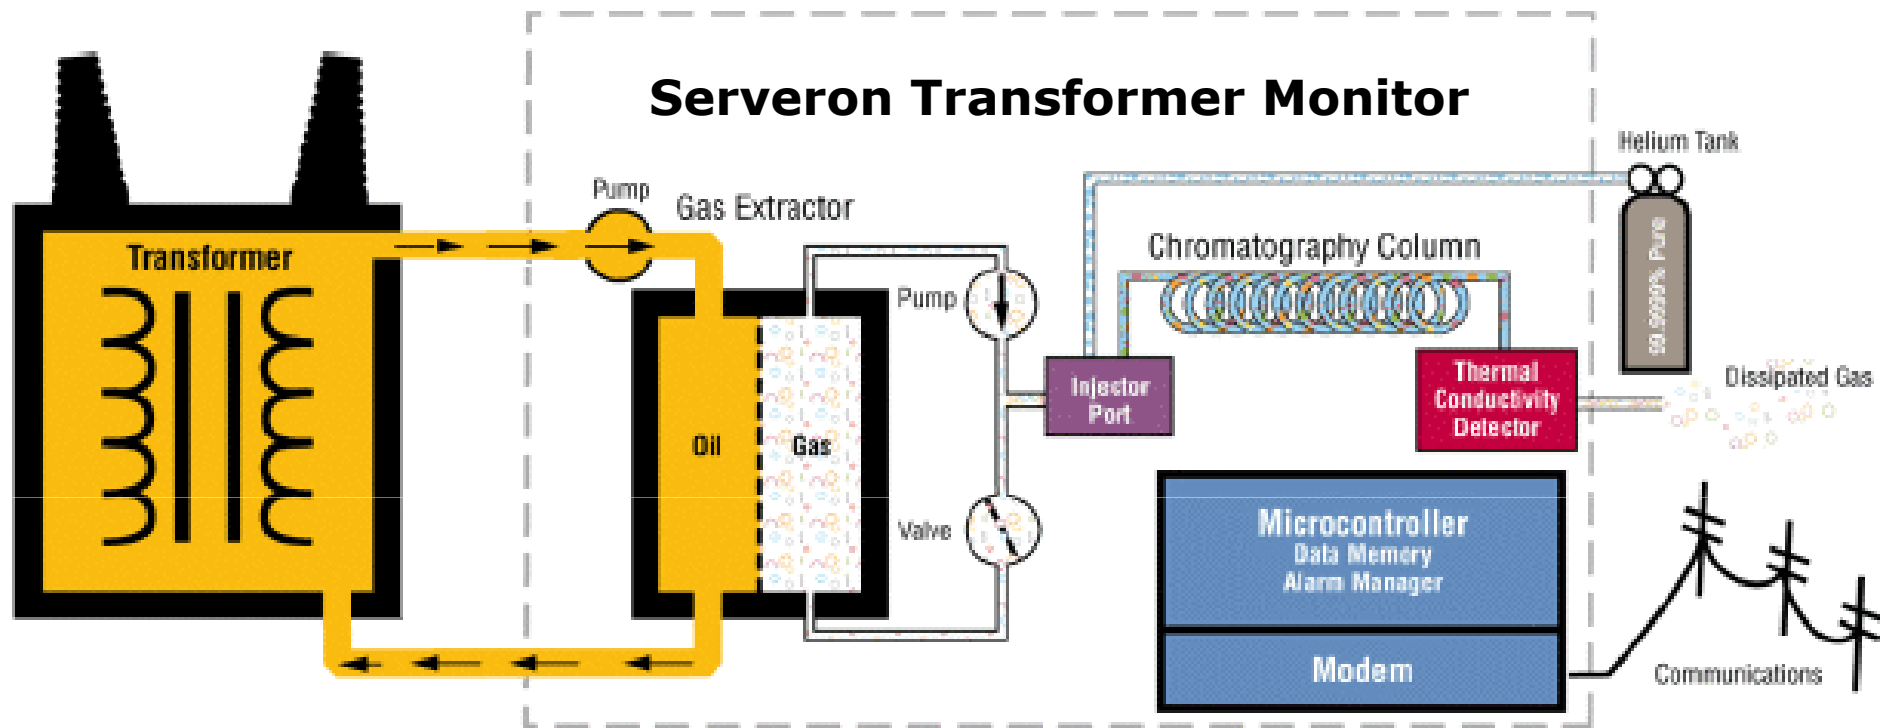 Serveron Transformer Monitor
Helium Tank
Pump
Gas Extractor
Transformer
Chromatography Column
Pump
99.9999% Pure
Injector
Port
Thermal
Conductivity
Detector
Dissipated Gas
Oil
Gas
Valve
Microcontroller
Data Memory
Alarm Manager
Modem
Communications